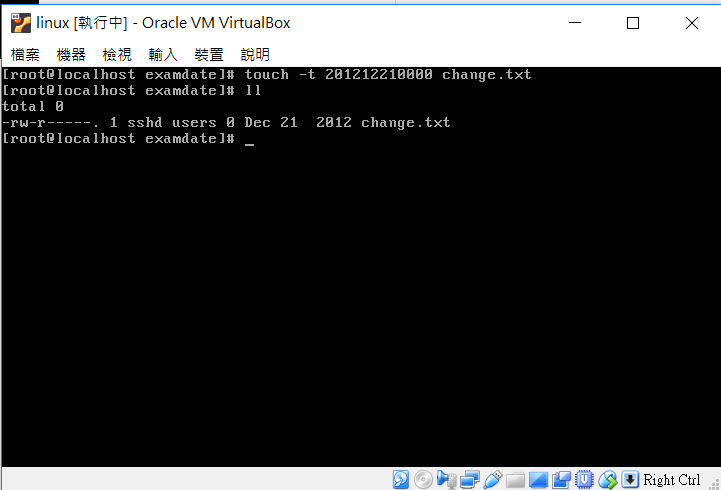 linux [執行中] - Oracle VM VirtualBox
檔案 機器 檢視 輸入 裝置 說明
[root@localhost examdate]# touch -t 201212210000 change.txt
[root@localhost examdate]# ll
total 0
-rw-r-----. 1 sshd users 0 Dec 21  2012 change.txt
[root@localhost examdate]# _
Right Ctrl